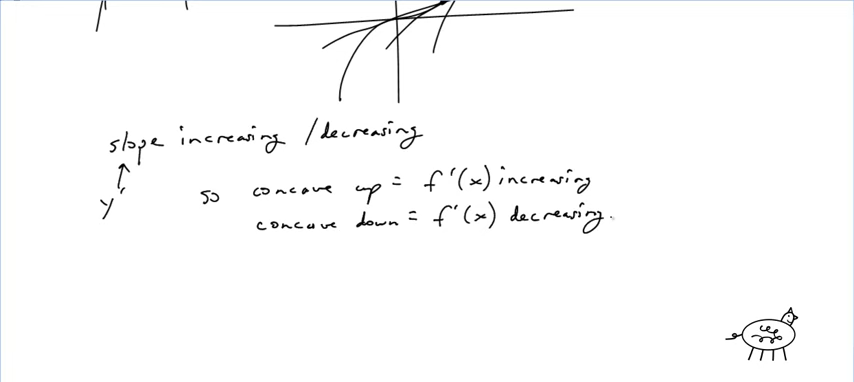 slope increasing / decreasing
y'
so concave up = f'(x) increasing
concave down = f'(x) decreasing.